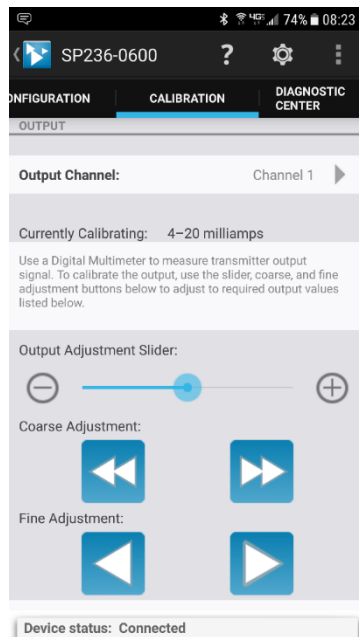 4G 74% 08:23
SP236-0600 ?
ONFIGURATION CALIBRATION DIAGNOSTIC
CENTER
OUTPUT
Output Channel: Channel 1
Currently Calibrating: 4–20 milliamps
Use a Digital Multimeter to measure transmitter output
signal. To calibrate the output, use the slider, coarse, and fine
adjustment buttons below to adjust to required output values
listed below.
Output Adjustment Slider:
Coarse Adjustment:
Fine Adjustment:
Device status: Connected